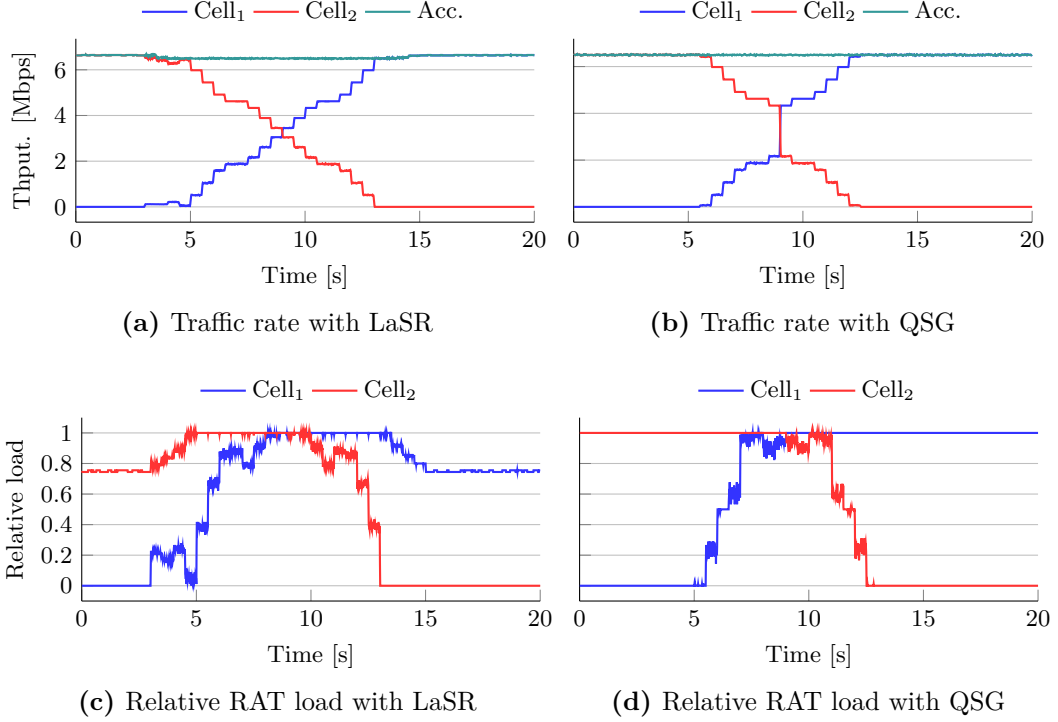 Cell₁ Cell₂ Acc.
Cell₁ Cell₂ Acc.
Thput. [Mbps]
6
4
2
0
0 5 10 15 20
0 5 10 15 20
Time [s]
Time [s]
(a) Traffic rate with LaSR
(b) Traffic rate with QSG
Cell₁ Cell₂
Cell₁ Cell₂
Relative load
1
0.8
0.6
0.4
0.2
0
0 5 10 15 20
0 5 10 15 20
Time [s]
Time [s]
(c) Relative RAT load with LaSR
(d) Relative RAT load with QSG